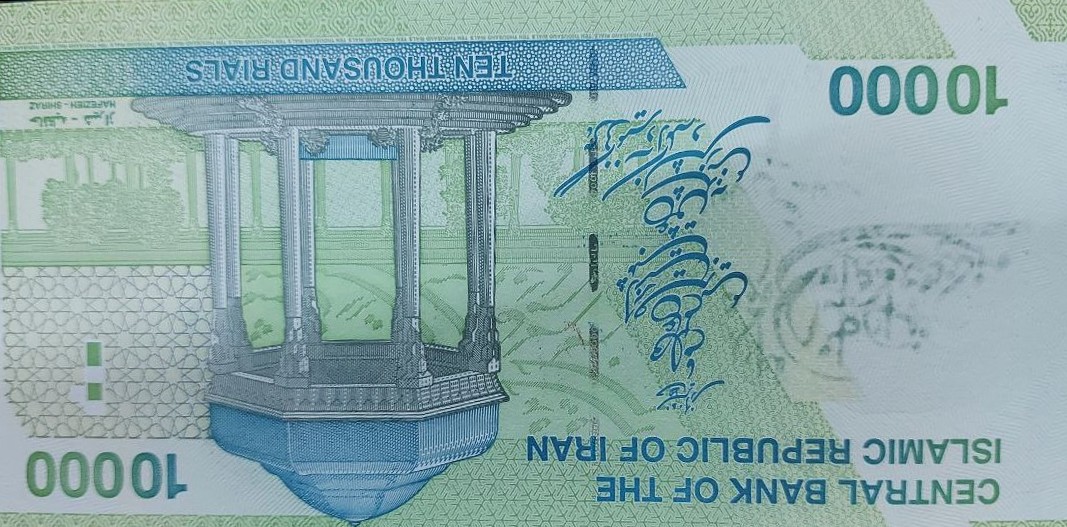 CENTRAL BANK OF THE
ISLAMIC REPUBLIC OF IRAN
10000
هرگز نمیرد آنکه دلش زنده شد به عشق
ثبت است بر جریده عالم دوام ما
حافظ شیرازی
حافظیه - شیراز
HAFEZIEH - SHIRAZ
10000
TEN THOUSAND RIALS